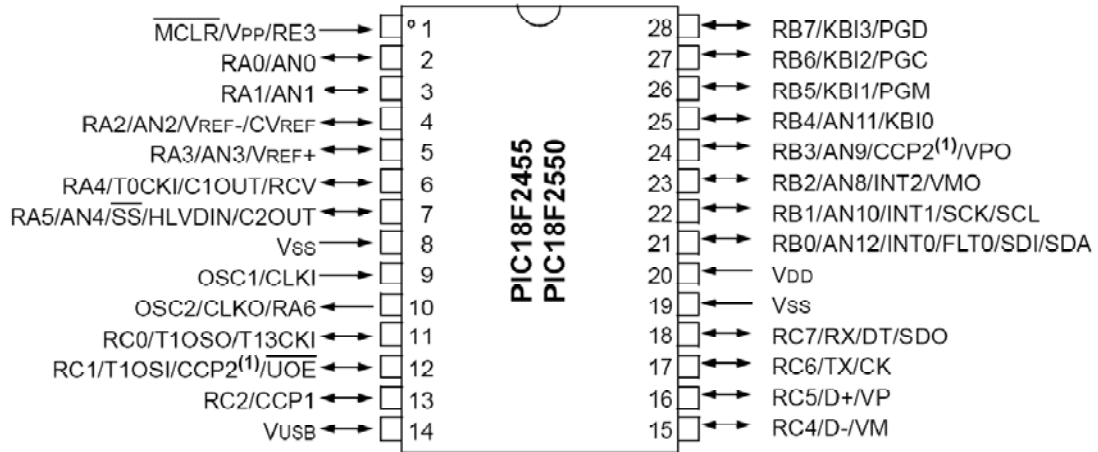 MCLR/VPP/RE3 1
RA0/AN0 2
RA1/AN1 3
RA2/AN2/VREF-/CVREF 4
RA3/AN3/VREF+ 5
RA4/T0CKI/C1OUT/RCV 6
RA5/AN4/SS/HLVDIN/C2OUT 7
VSS 8
OSC1/CLKI 9
OSC2/CLKO/RA6 10
RC0/T1OSO/T13CKI 11
RC1/T1OSI/CCP2(1)/UOE 12
RC2/CCP1 13
VUSB 14
PIC18F2455
PIC18F2550
28 RB7/KBI3/PGD
27 RB6/KBI2/PGC
26 RB5/KBI1/PGM
25 RB4/AN11/KBI0
24 RB3/AN9/CCP2(1)/VPO
23 RB2/AN8/INT2/VMO
22 RB1/AN10/INT1/SCK/SCL
21 RB0/AN12/INT0/FLT0/SDI/SDA
20 VDD
19 VSS
18 RC7/RX/DT/SDO
17 RC6/TX/CK
16 RC5/D+/VP
15 RC4/D-/VM